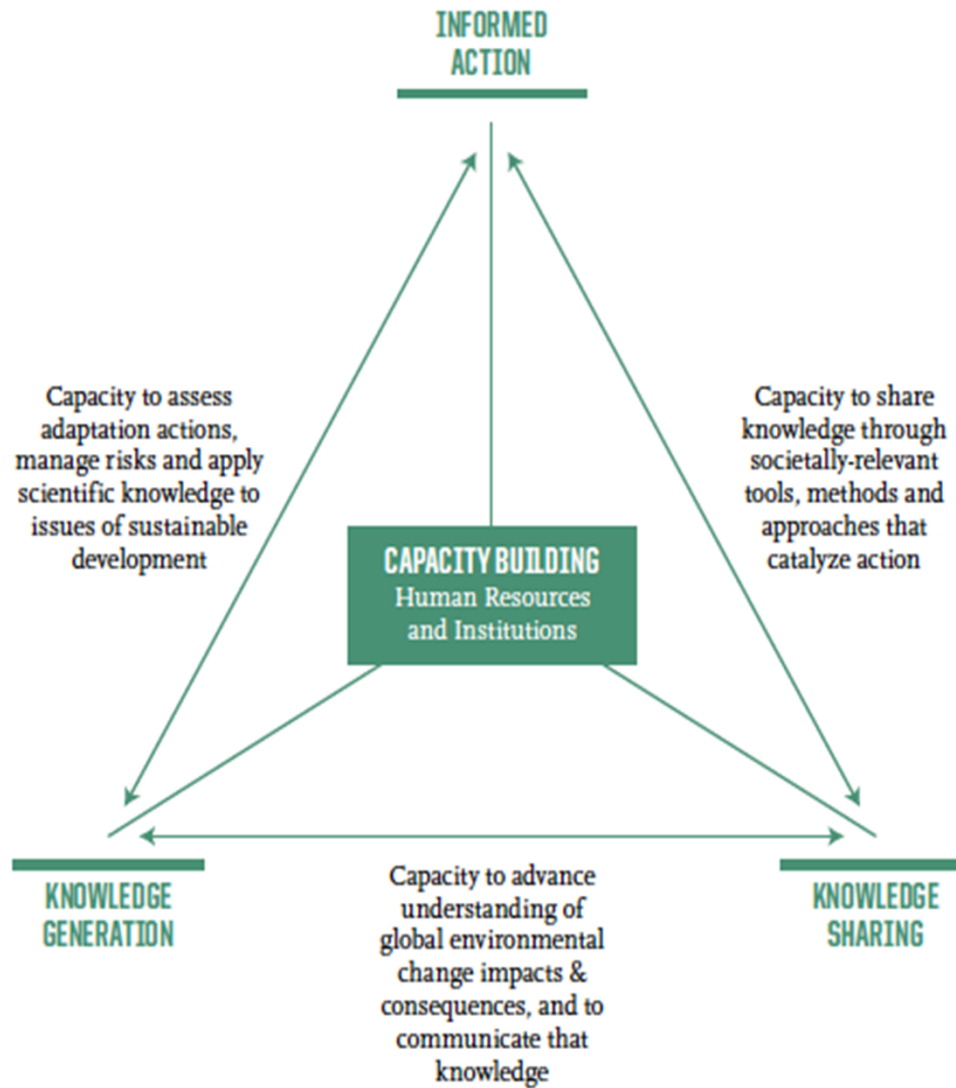 INFORMED
ACTION
Capacity to assess
adaptation actions,
manage risks and apply
scientific knowledge to
issues of sustainable
development
Capacity to share
knowledge through
societally-relevant
tools, methods and
approaches that
catalyze action
CAPACITY BUILDING
Human Resources
and Institutions
KNOWLEDGE
GENERATION
Capacity to advance
understanding of
global environmental
change impacts &
consequences, and to
communicate that
knowledge
KNOWLEDGE
SHARING